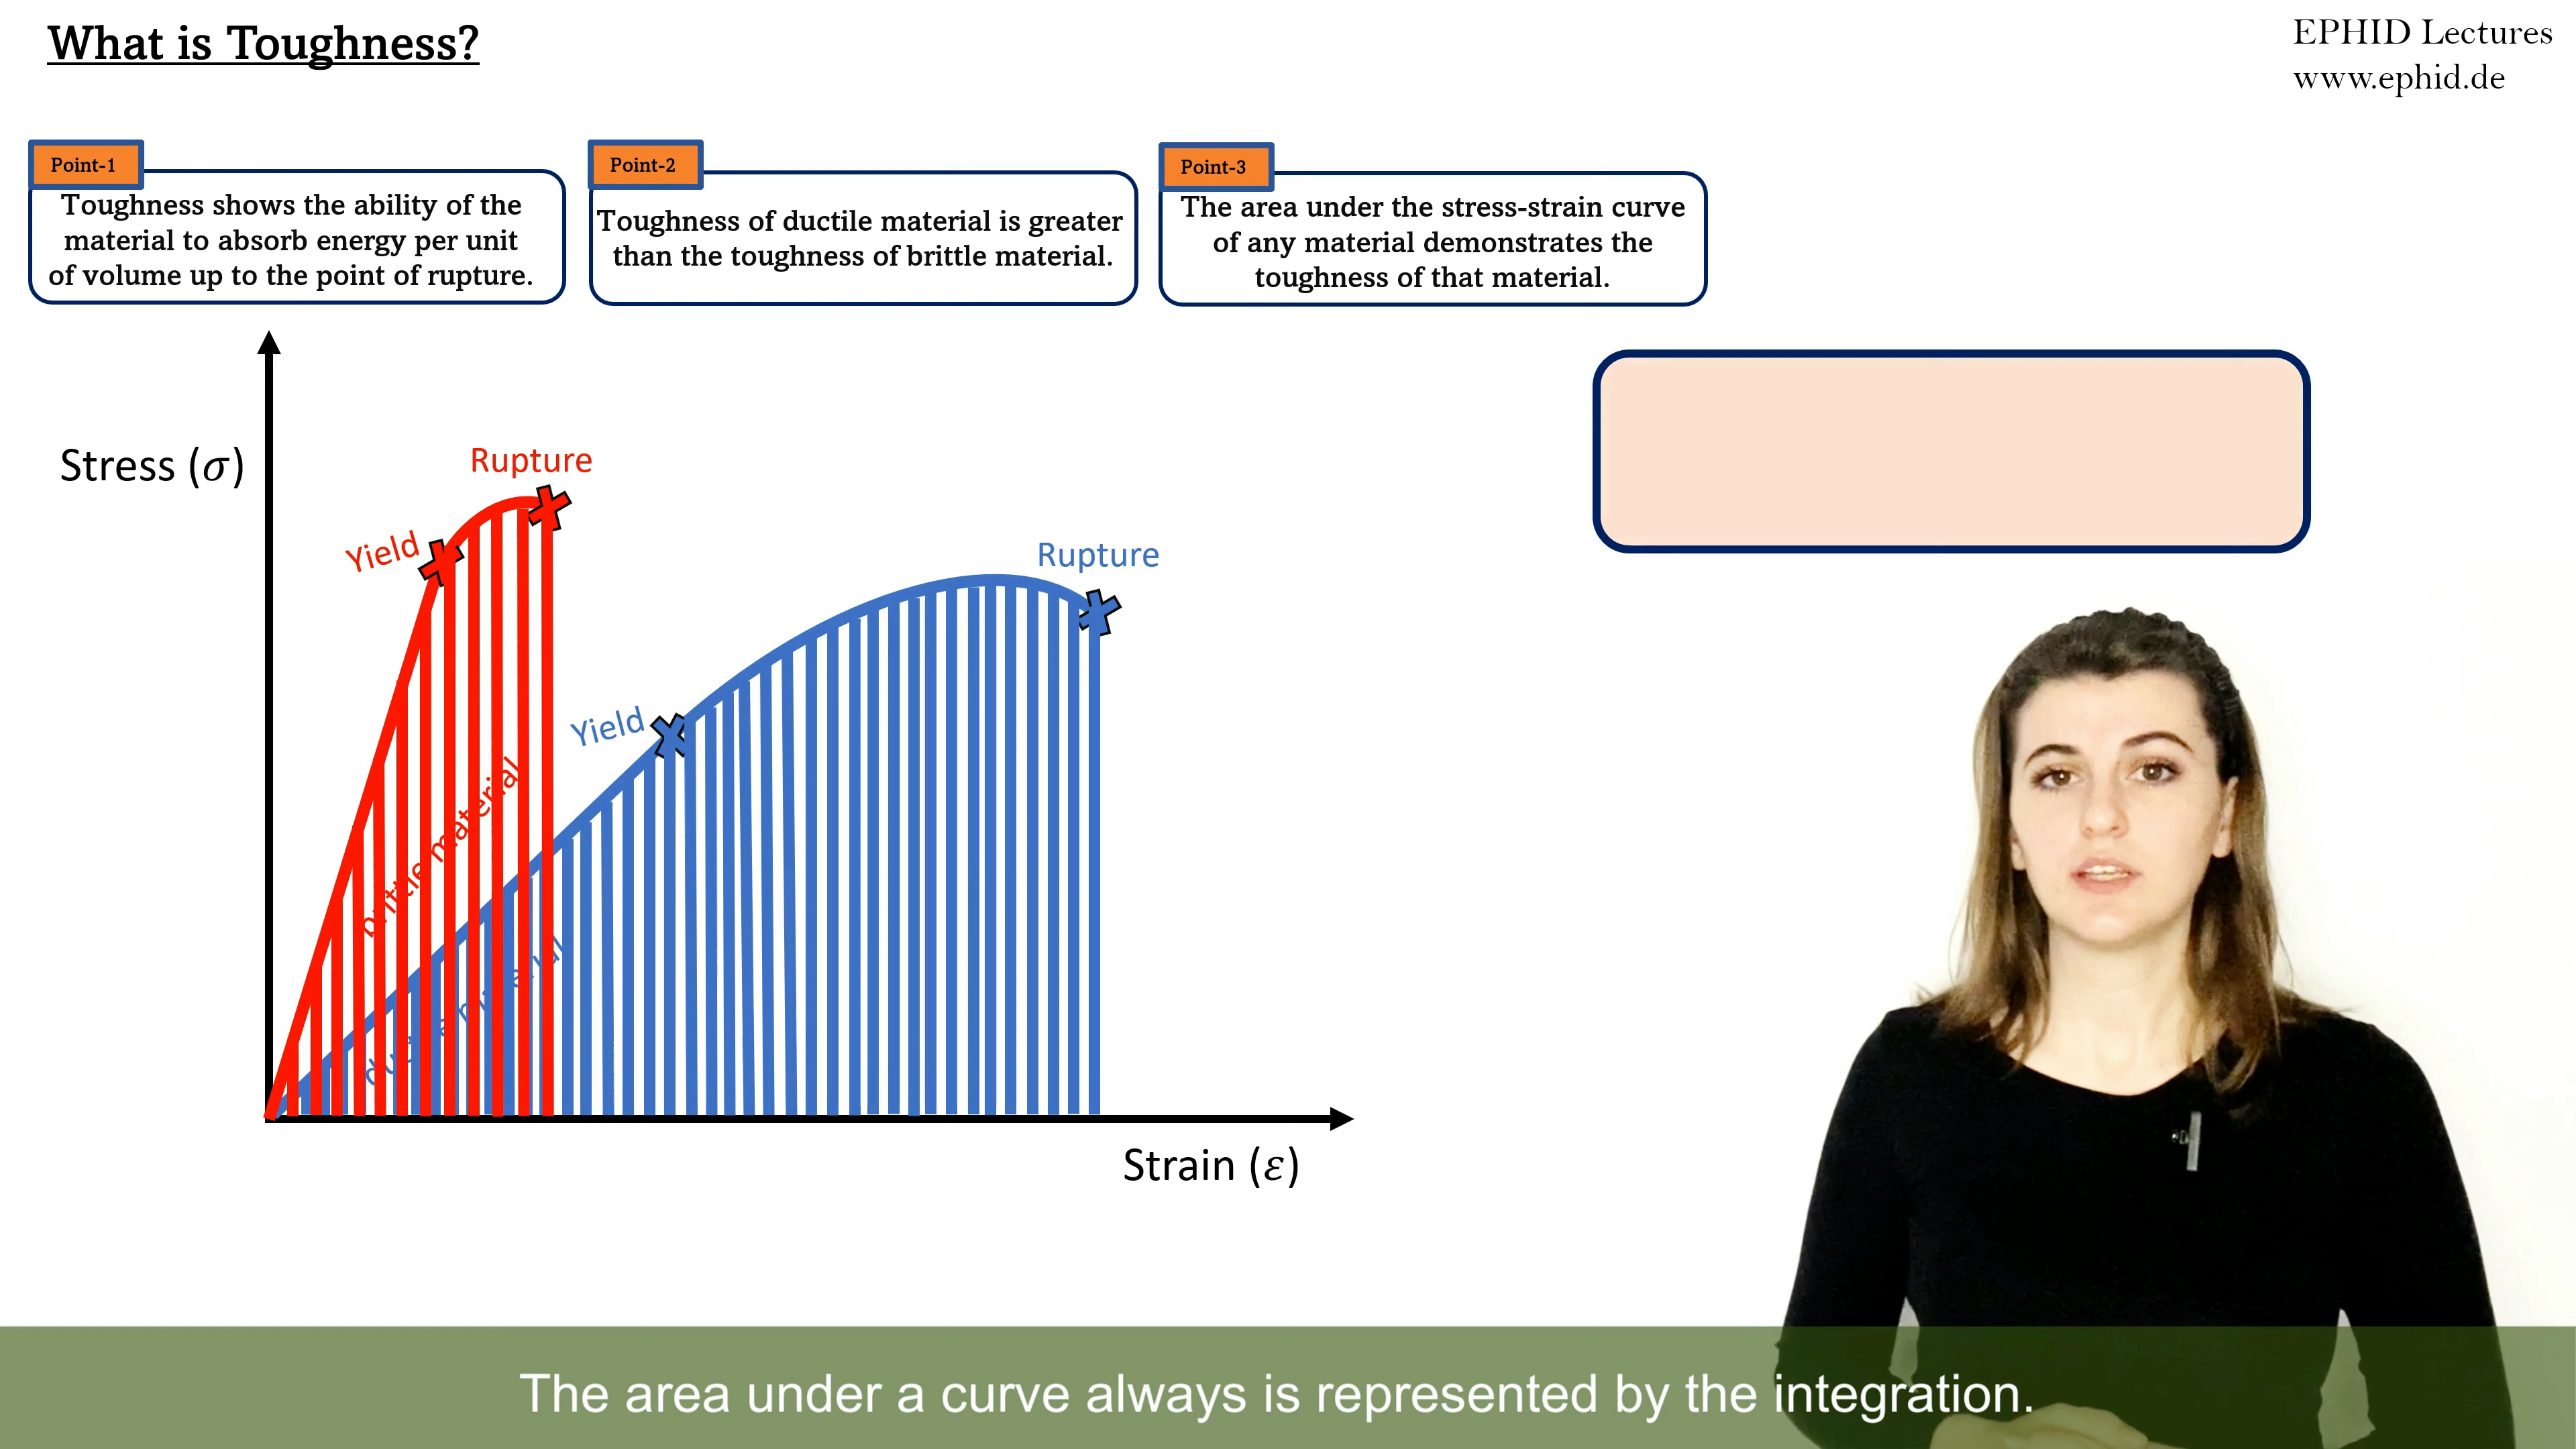 What is Toughness?
EPHID Lectures
www.ephid.de
Point-1
Toughness shows the ability of the
material to absorb energy per unit
of volume up to the point of rupture.
Point-2
Toughness of ductile material is greater
than the toughness of brittle material.
Point-3
The area under the stress-strain curve
of any material demonstrates the
toughness of that material.
Stress (σ)
Rupture
Yield
Rupture
Yield
brittle material
ductile material
Strain (ε)
The area under a curve always is represented by the integration.